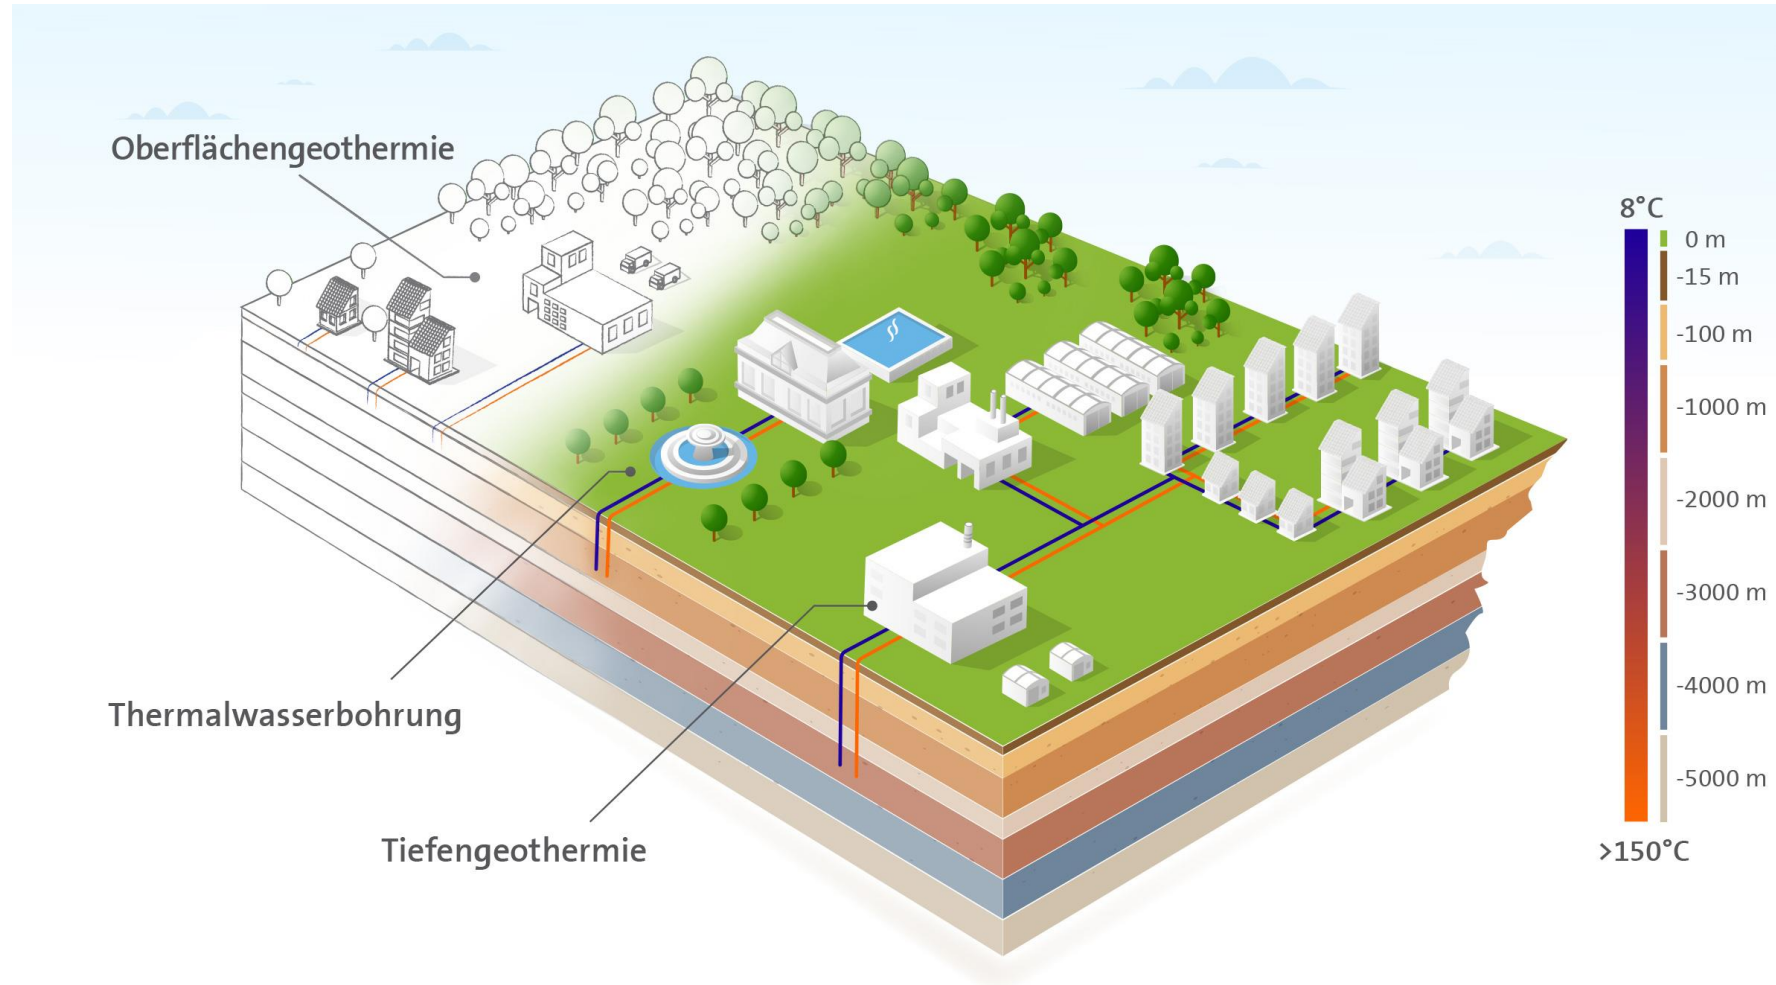 Oberflächengeothermie
Thermalwasserbohrung
Tiefengeothermie
8°C
0 m
-15 m
-100 m
-1000 m
-2000 m
-3000 m
-4000 m
-5000 m
>150°C